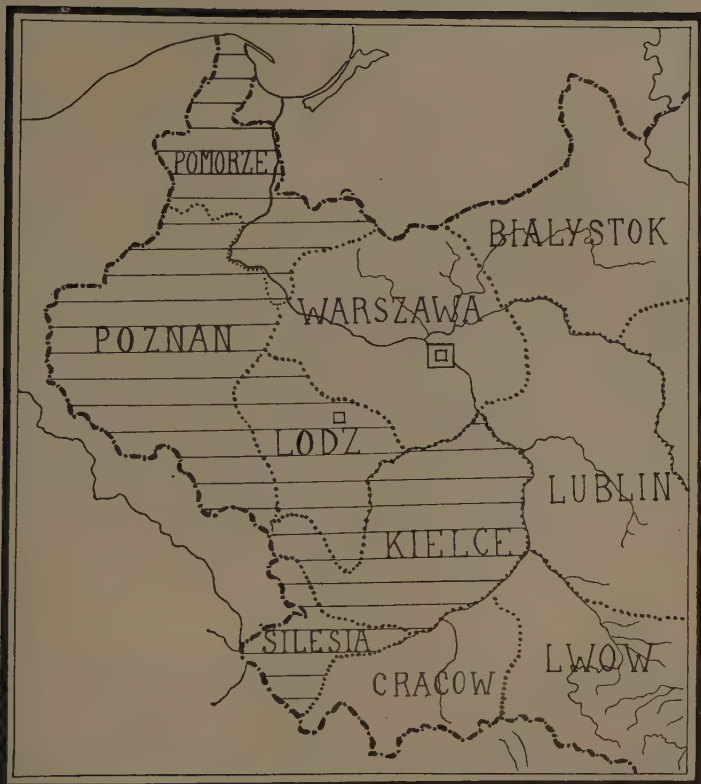 POMORZE
BIALYSTOK
WARSZAWA
POZNAN
LODZ
LUBLIN
KIELCE
SILESIA
LWOW
CRACOW